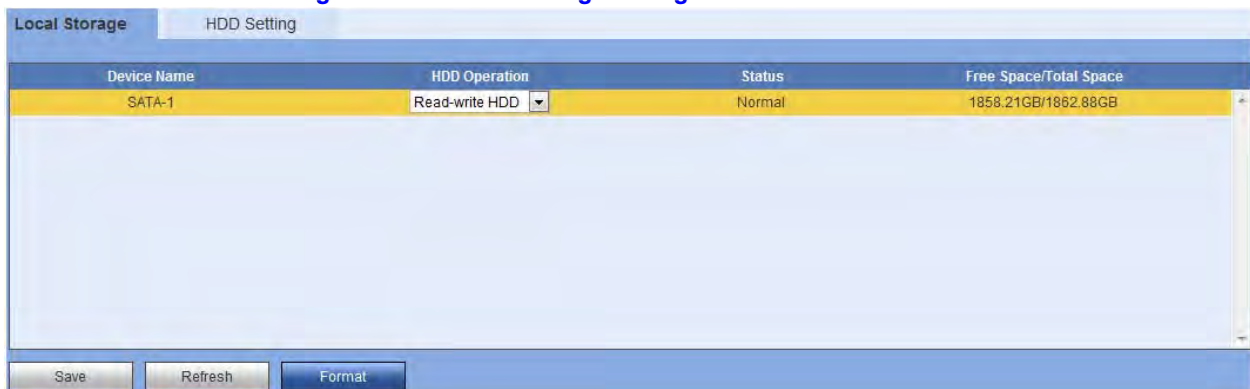 Local Storage HDD Setting
Device Name HDD Operation Status Free Space/Total Space
SATA-1 Read-write HDD Normal 1858.21GB/1862.88GB
Save Refresh Format